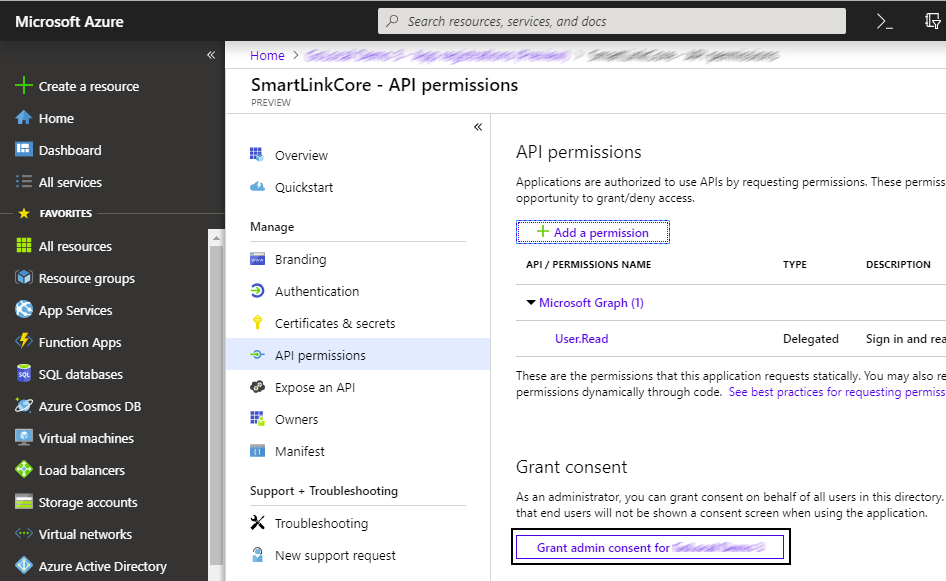 Microsoft Azure
Search resources, services, and docs
Create a resource
Home
Dashboard
All services
FAVORITES
All resources
Resource groups
App Services
Function Apps
SQL databases
Azure Cosmos DB
Virtual machines
Load balancers
Storage accounts
Virtual networks
Azure Active Directory
Home >
SmartLinkCore - API permissions
PREVIEW
Overview
Quickstart
Manage
Branding
Authentication
Certificates & secrets
API permissions
Expose an API
Owners
Manifest
Support + Troubleshooting
Troubleshooting
New support request
API permissions
Applications are authorized to use APIs by requesting permissions. These permiss
opportunity to grant/deny access.
Add a permission
API / PERMISSIONS NAME TYPE DESCRIPTION
Microsoft Graph (1)
User.Read Delegated Sign in and rea
These are the permissions that this application requests statically. You may also re
permissions dynamically through code. See best practices for requesting permiss
Grant consent
As an administrator, you can grant consent on behalf of all users in this directory.
that end users will not be shown a consent screen when using the application.
Grant admin consent for